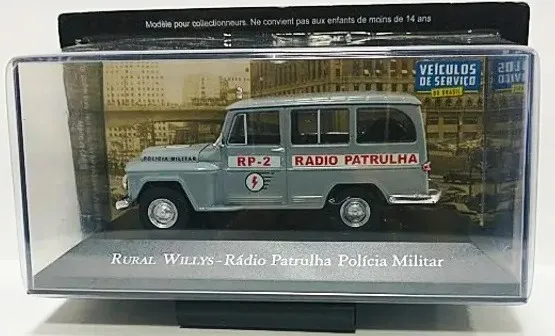 Modèle pour collectionneurs. Ne convient pas aux enfants de moins de 14 ans
VEÍCULOS
DE SERVIÇO
DO BRASIL
POLICIA MILITAR
RP-2
RADIO PATRULHA
RURAL WILLYS - Rádio Patrulha Polícia Militar